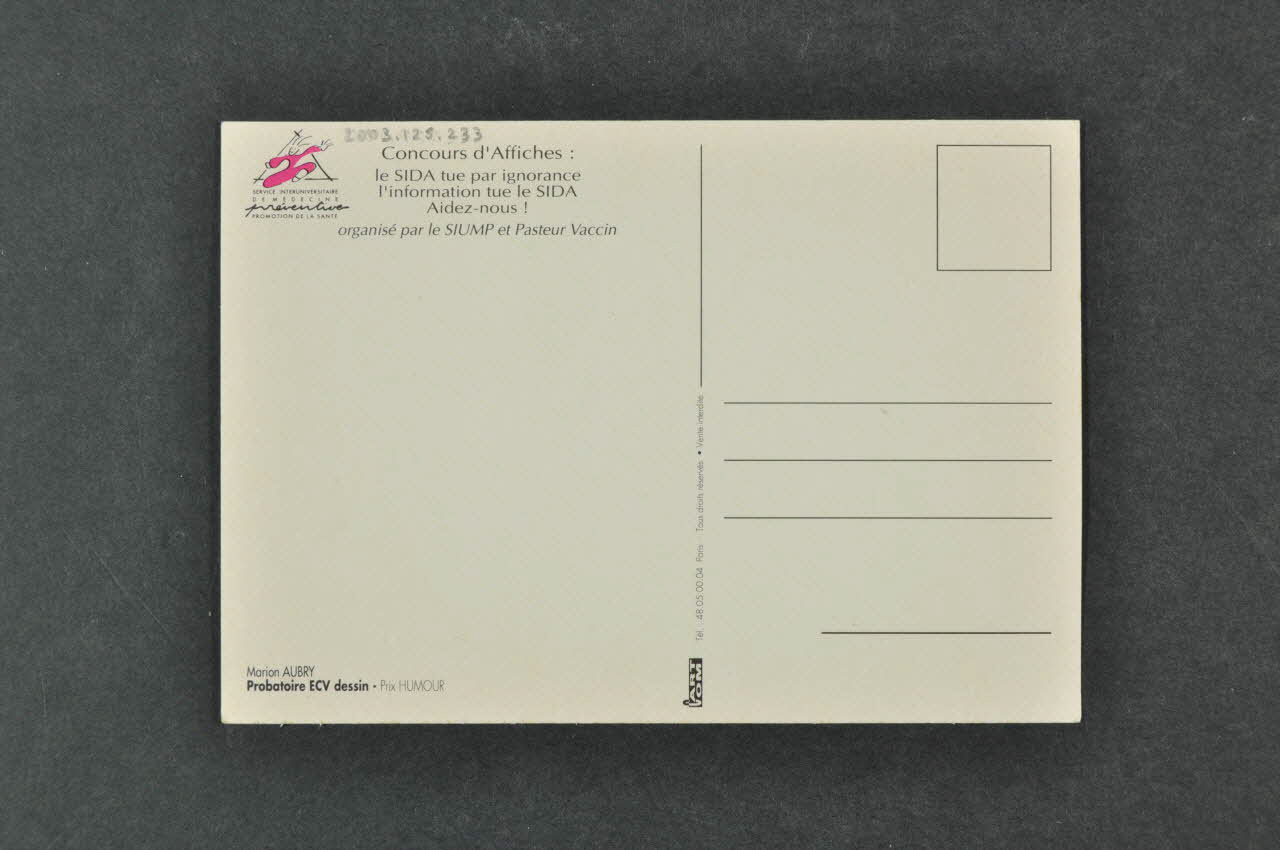 2003.125.233
SERVICE INTERUNIVERSITAIRE
DE MEDECINE
préventive
PROMOTION DE LA SANTE
Concours d'Affiches :
le SIDA tue par ignorance
l'information tue le SIDA
Aidez-nous !
organisé par le SIUMP et Pasteur Vaccin
Marion AUBRY
Probatoire ECV dessin • Prix HUMOUR
Tél. : 48.05.00.04 Paris Tous droits réservés • Vente interdite